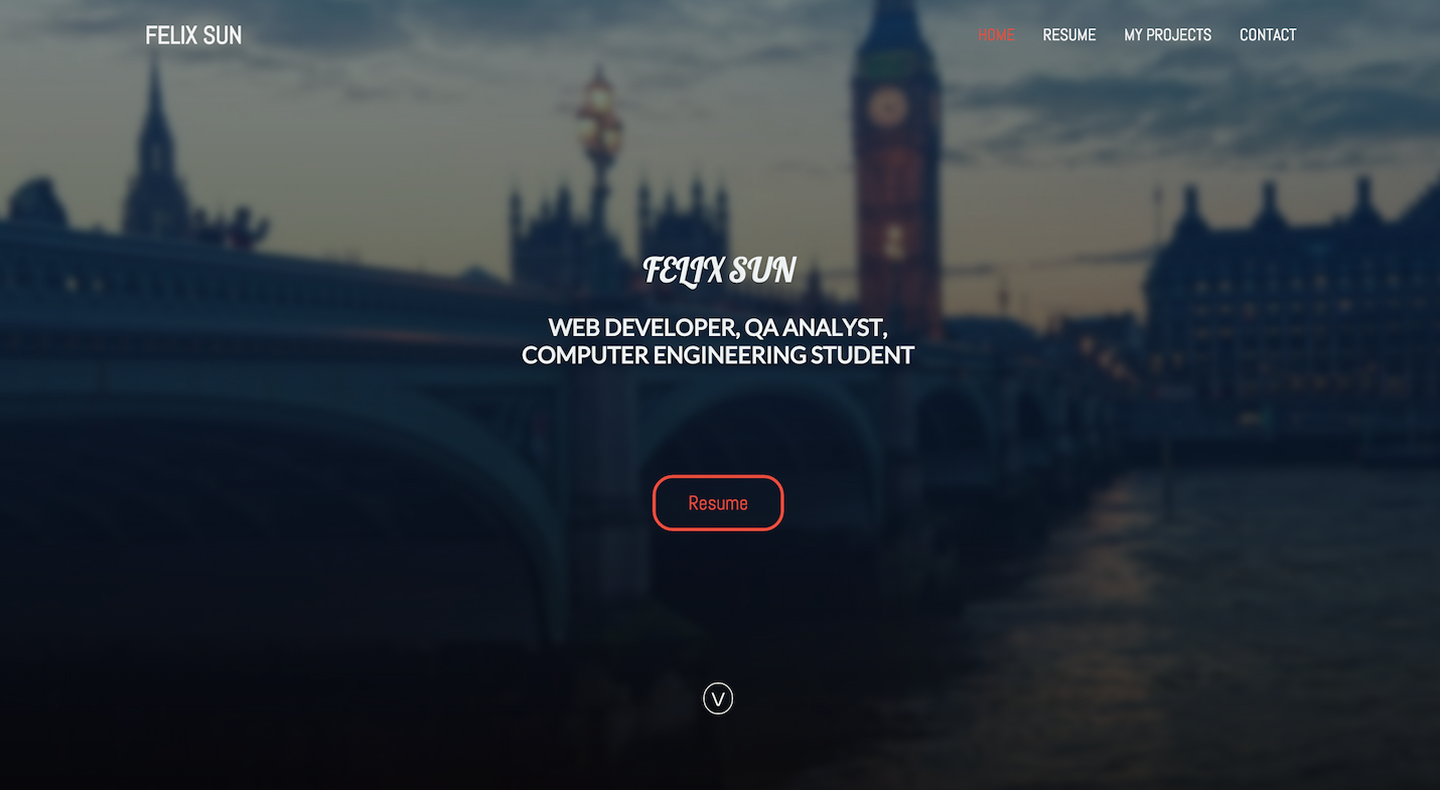 FELIX SUN
HOME RESUME MY PROJECTS CONTACT
FELIX SUN
WEB DEVELOPER, QA ANALYST,
COMPUTER ENGINEERING STUDENT
Resume
V